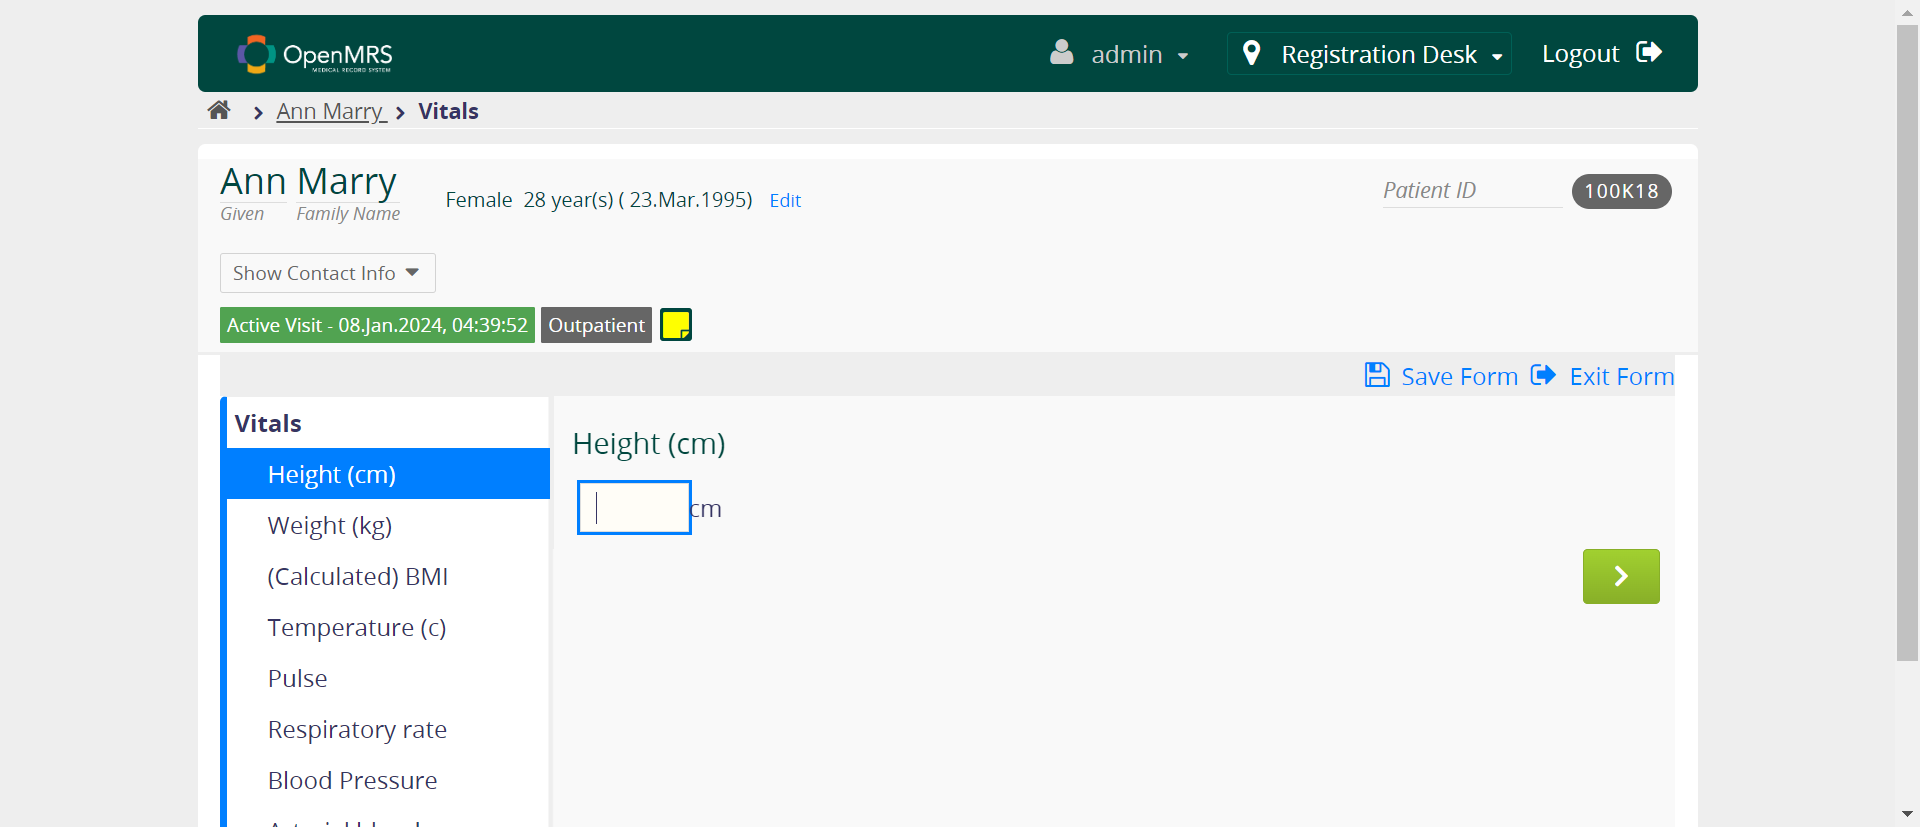 OpenMRS
MEDICAL RECORD SYSTEM
admin
Registration Desk
Logout
Ann Marry
Vitals
Ann Marry
Given
Family Name
Female 28 year(s) ( 23.Mar.1995) Edit
Patient ID
100K18
Show Contact Info
Active Visit - 08.Jan.2024, 04:39:52
Outpatient
Save Form
Exit Form
Vitals
Height (cm)
Weight (kg)
(Calculated) BMI
Temperature (c)
Pulse
Respiratory rate
Blood Pressure
Height (cm)
cm